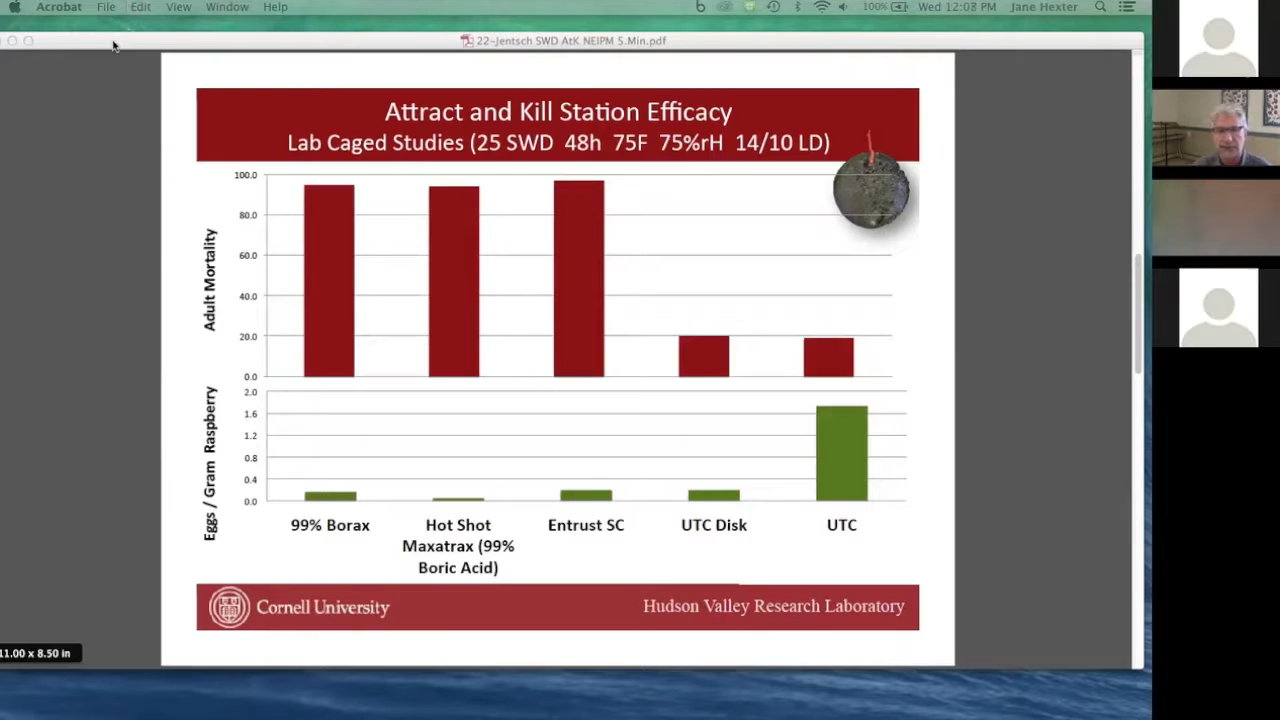 Acrobat File Edit View Window Help 100% Wed 12:08 PM Jane Hexter
22-Jentsch SWD AtK NEIPM 5.Min.pdf
Attract and Kill Station Efficacy
Lab Caged Studies (25 SWD 48h 75F 75%rH 14/10 LD)
Adult Mortality
100.0
80.0
60.0
40.0
20.0
0.0
Eggs / Gram Raspberry
2.0
1.6
1.2
0.8
0.4
0.0
99% Borax
Hot Shot
Maxatrax (99%
Boric Acid)
Entrust SC
UTC Disk
UTC
Cornell University
Hudson Valley Research Laboratory
11.00 x 8.50 in